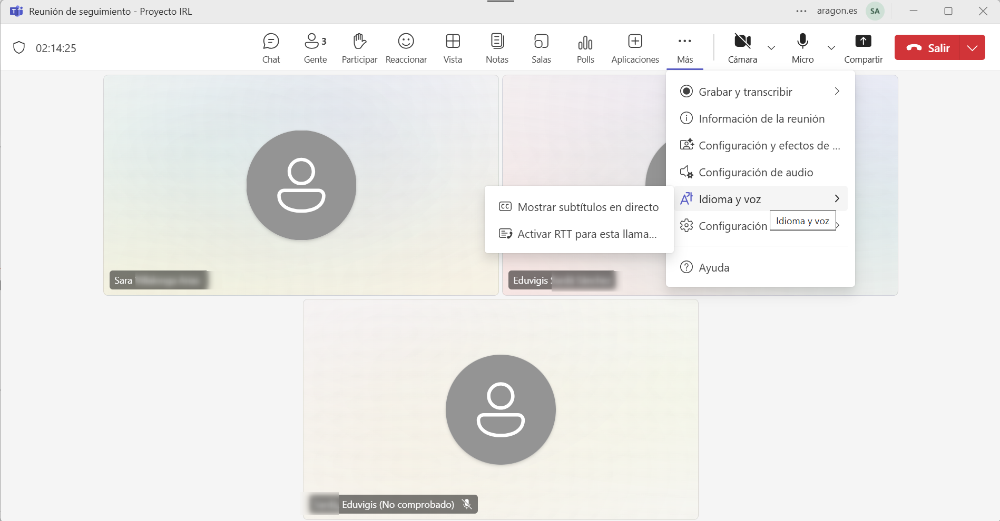 Reunión de seguimiento - Proyecto IRL
aragon.es
SA
02:14:25
Chat
3
Gente
Participar
Reaccionar
Vista
Notas
Salas
Polls
Aplicaciones
Más
Cámara
Micro
Compartir
Salir
Grabar y transcribir
Información de la reunión
Configuración y efectos de ...
Configuración de audio
Idioma y voz
Configuración
Idioma y voz
Ayuda
CC Mostrar subtítulos en directo
Activar RTT para esta llama...
Sara
Eduvigis
Eduvigis (No comprobado)